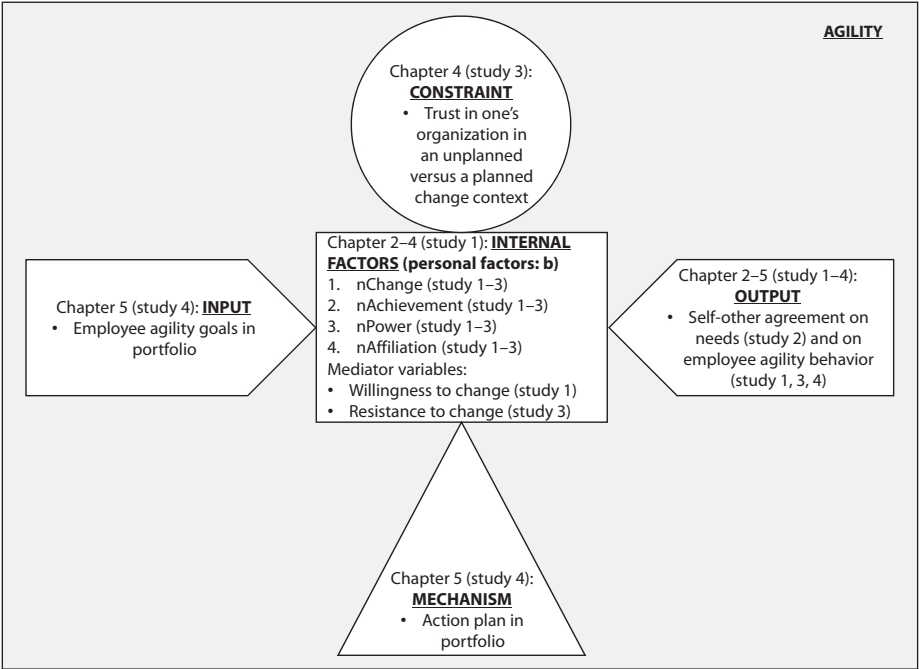 AGILITY
Chapter 4 (study 3):
CONSTRAINT
• Trust in one's
organization in
an unplanned
versus a planned
change context
Chapter 2–4 (study 1): INTERNAL
FACTORS (personal factors: b)
1. nChange (study 1–3)
2. nAchievement (study 1–3)
3. nPower (study 1–3)
4. nAffiliation (study 1–3)
Mediator variables:
• Willingness to change (study 1)
• Resistance to change (study 3)
Chapter 5 (study 4): INPUT
• Employee agility goals in
portfolio
Chapter 2–5 (study 1–4):
OUTPUT
• Self-other agreement on
needs (study 2) and on
employee agility behavior
(study 1, 3, 4)
Chapter 5 (study 4):
MECHANISM
• Action plan in
portfolio